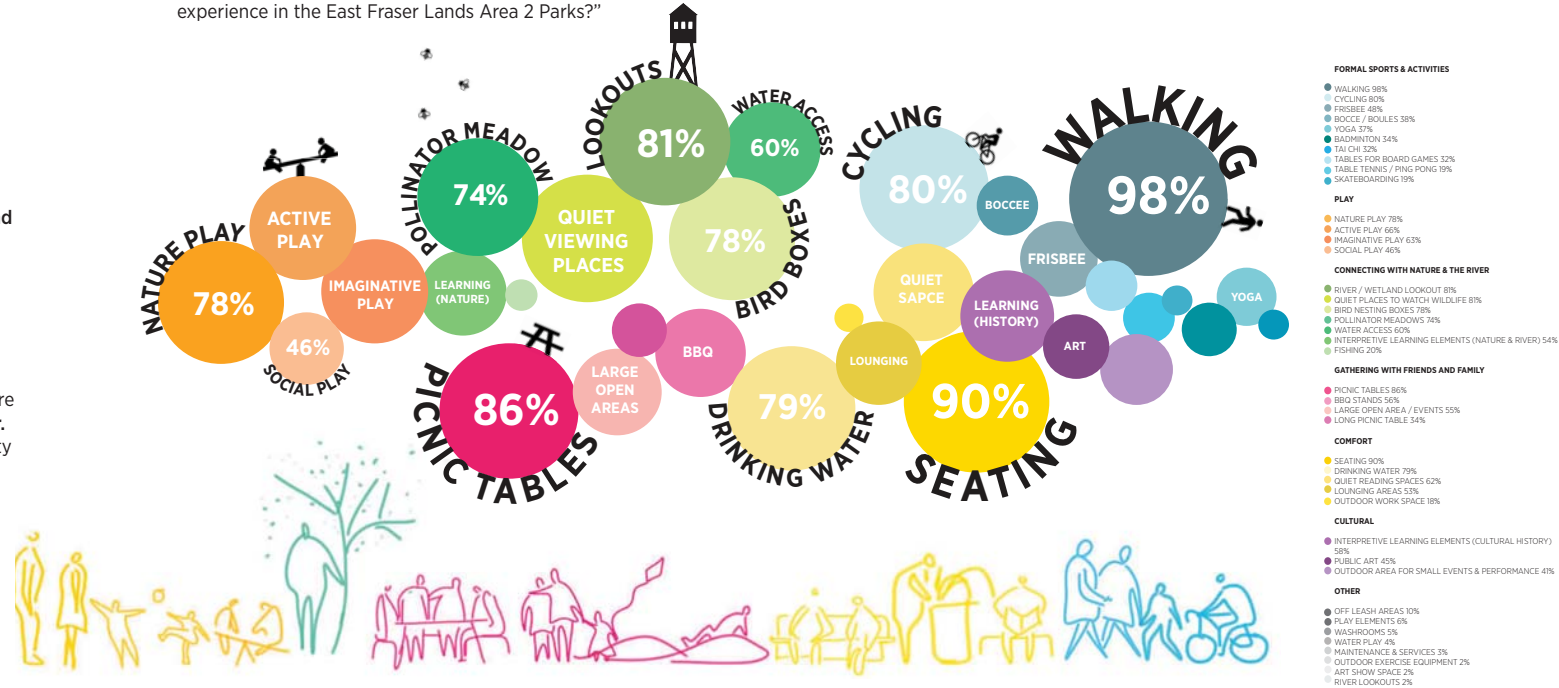 experience in the East Fraser Lands Area 2 Parks?”
d
re
r.
ty
NATURE PLAY
78%
ACTIVE
PLAY
IMAGINATIVE
PLAY
46%
SOCIAL PLAY
POLLINATOR MEADOW
74%
LEARNING
(NATURE)
QUIET
VIEWING
PLACES
LOOKOUTS
81%
WATER ACCESS
60%
78%
BIRD BOXES
PICNIC TABLES
86%
LARGE
OPEN
AREAS
BBQ
79%
DRINKING WATER
LOUNGING
QUIET
SAPCE
90%
SEATING
CYCLING
80%
BOCCEE
WALKING
98%
FRISBEE
LEARNING
(HISTORY)
ART
YOGA
FORMAL SPORTS & ACTIVITIES
WALKING 98%
CYCLING 80%
FRISBEE 48%
BOCCE / BOULES 38%
YOGA 37%
BADMINTON 34%
TAI CHI 32%
TABLES FOR BOARD GAMES 32%
TABLE TENNIS / PING PONG 19%
SKATEBOARDING 19%
PLAY
NATURE PLAY 78%
ACTIVE PLAY 66%
IMAGINATIVE PLAY 63%
SOCIAL PLAY 46%
CONNECTING WITH NATURE & THE RIVER
RIVER / WETLAND LOOKOUT 81%
QUIET PLACES TO WATCH WILDLIFE 81%
BIRD NESTING BOXES 78%
POLLINATOR MEADOWS 74%
WATER ACCESS 60%
INTERPRETIVE LEARNING ELEMENTS (NATURE & RIVER) 54%
FISHING 20%
GATHERING WITH FRIENDS AND FAMILY
PICNIC TABLES 86%
BBQ STANDS 56%
LARGE OPEN AREA / EVENTS 55%
LONG PICNIC TABLE 34%
COMFORT
SEATING 90%
DRINKING WATER 79%
QUIET READING SPACES 62%
LOUNGING AREAS 53%
OUTDOOR WORK SPACE 18%
CULTURAL
INTERPRETIVE LEARNING ELEMENTS (CULTURAL HISTORY)
58%
PUBLIC ART 45%
OUTDOOR AREA FOR SMALL EVENTS & PERFORMANCE 41%
OTHER
OFF LEASH AREAS 10%
PLAY ELEMENTS 6%
WASHROOMS 5%
WATER PLAY 4%
MAINTENANCE & SERVICES 3%
OUTDOOR EXERCISE EQUIPMENT 2%
ART SHOW SPACE 2%
RIVER LOOKOUTS 2%